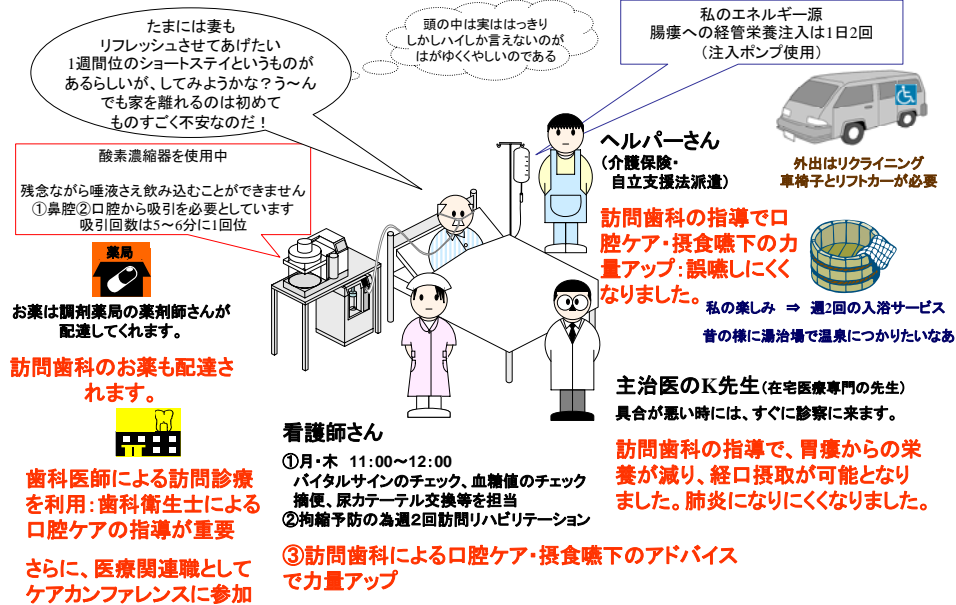 たまには妻も
リフレッシュさせてあげたい
1週間位のショートステイというものが
あるらしいが、してみようかな？う～ん
でも家を離れるのは初めて
ものすごく不安なのだ！
頭の中は実ははっきり
しかしハイしか言えないのが
はがゆくくやしいのである
私のエネルギー源
腸瘻への経管栄養注入は1日2回
（注入ポンプ使用）
酸素濃縮器を使用中
残念ながら唾液さえ飲み込むことができません
①鼻腔②口腔から吸引を必要としています
吸引回数は5～6分に1回位
ヘルパーさん
（介護保険・
自立支援法派遣）
外出はリクライニング
車椅子とリフトカーが必要
訪問歯科の指導で口
腔ケア・摂食嚥下の力
量アップ：誤嚥しにくく
なりました。
私の楽しみ ⇒ 週2回の入浴サービス
昔の様に湯治場で温泉につかりたいなあ
薬局
お薬は調剤薬局の薬剤師さんが
配達してくれます。
訪問歯科のお薬も配達さ
れます。
歯科医師による訪問診療
を利用：歯科衛生士による
口腔ケアの指導が重要
さらに、医療関連職として
ケアカンファレンスに参加
看護師さん
①月・木 11：00～12：00
バイタルサインのチェック、血糖値のチェック
摘便、尿カテーテル交換等を担当
②拘縮予防の為週２回訪問リハビリテーション
③訪問歯科による口腔ケア・摂食嚥下のアドバイス
で力量アップ
主治医のK先生（在宅医療専門の先生）
具合が悪い時には、すぐに診察に来ます。
訪問歯科の指導で、胃瘻からの栄
養が減り、経口摂取が可能となり
ました。肺炎になりにくくなりました。